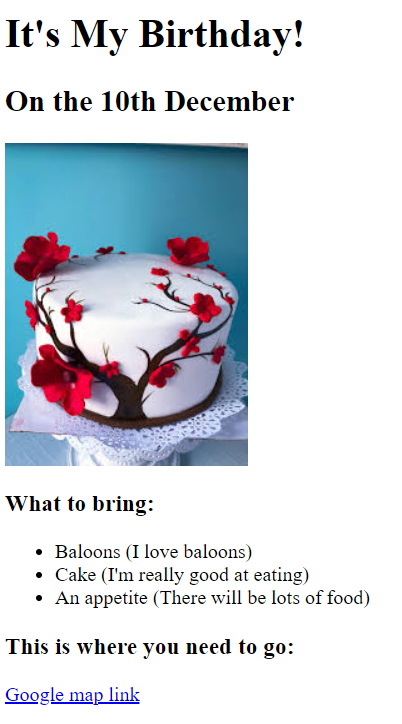 It's My Birthday!
On the 10th December
What to bring:
Baloons (I love baloons)
Cake (I'm really good at eating)
An appetite (There will be lots of food)
This is where you need to go:
Google map link